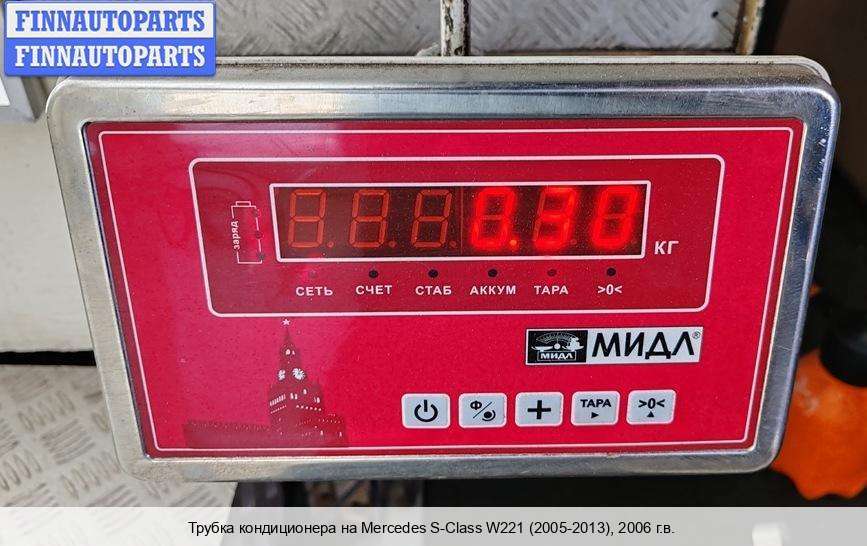 FINNAUTOPARTS
FINNAUTOPARTS
заряд
0.30
КГ
СЕТЬ СЧЕТ СТАБ АККУМ ТАРА >0<
МИДЛ МИДЛ®
Ф ТАРА >0<
Трубка кондиционера на Mercedes S-Class W221 (2005-2013), 2006 г.в.